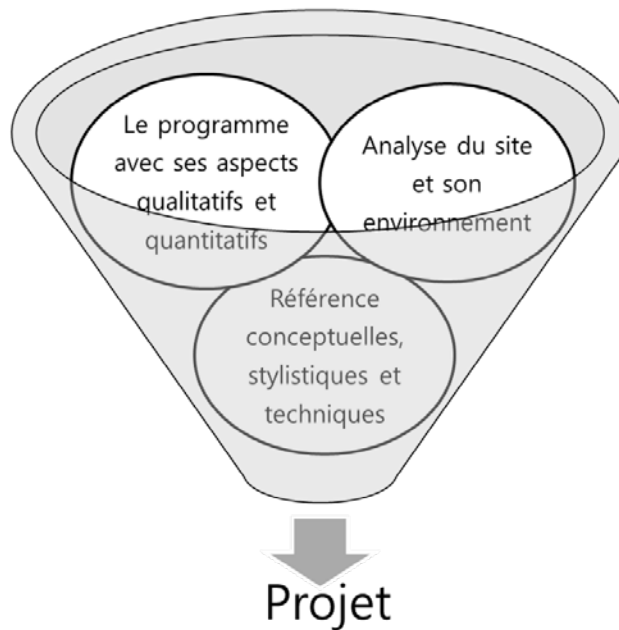 Le programme
avec ses aspects
qualitatifs et
quantitatifs
Analyse du site
et son
environnement
Référence
conceptuelles,
stylistiques et
techniques
Projet